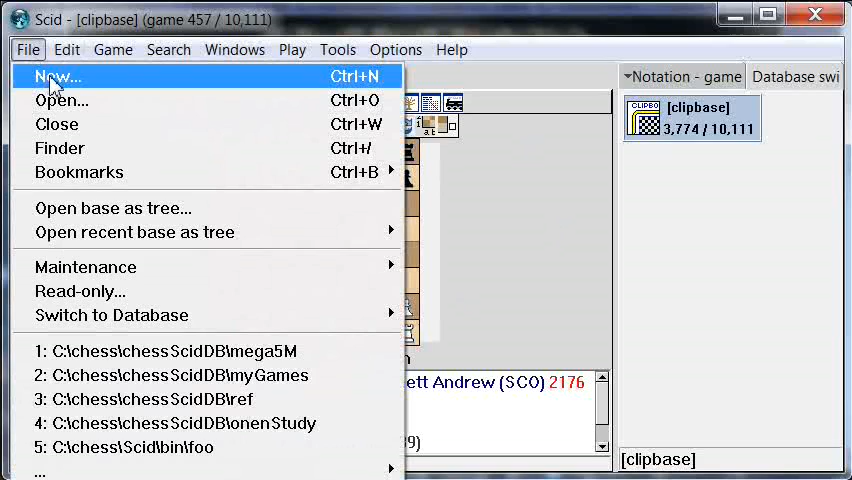 Scid - [clipbase] (game 457 / 10,111)
File Edit Game Search Windows Play Tools Options Help
New... Ctrl+N
Open... Ctrl+O
Close Ctrl+W
Finder Ctrl+/
Bookmarks Ctrl+B
Open base as tree...
Open recent base as tree
Maintenance
Read-only...
Switch to Database
1: C:\chess\chessScidDB\mega5M
2: C:\chess\chessScidDB\myGames
3: C:\chess\chessScidDB\ref
4: C:\chess\chessScidDB\onenStudy
5: C:\chess\Scid\bin\foo
...
ett Andrew (SCO) 2176
9)
Notation - game Database swi
CLIPBO
[clipbase]
3,774 / 10,111
[clipbase]